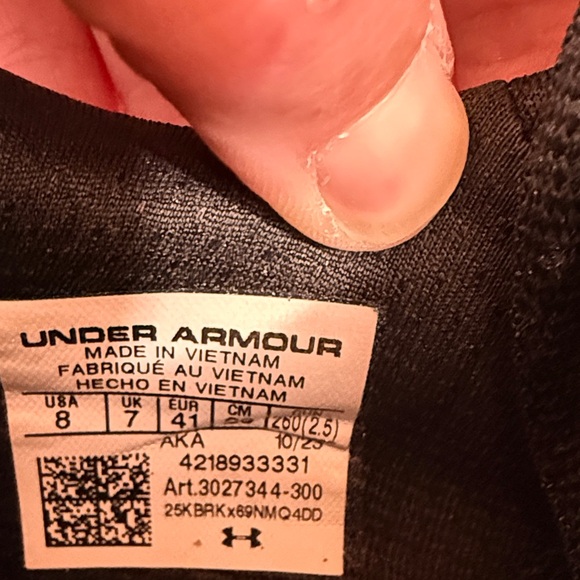 UNDER ARMOUR
MADE IN VIETNAM
FABRIQUÉ AU VIETNAM
HECHO EN VIETNAM
USA UK EUR CM
8 7 41 260(2.5)
AKA 10/23
4218933331
Art.3027344-300
25KBRKx69NMQ4DD